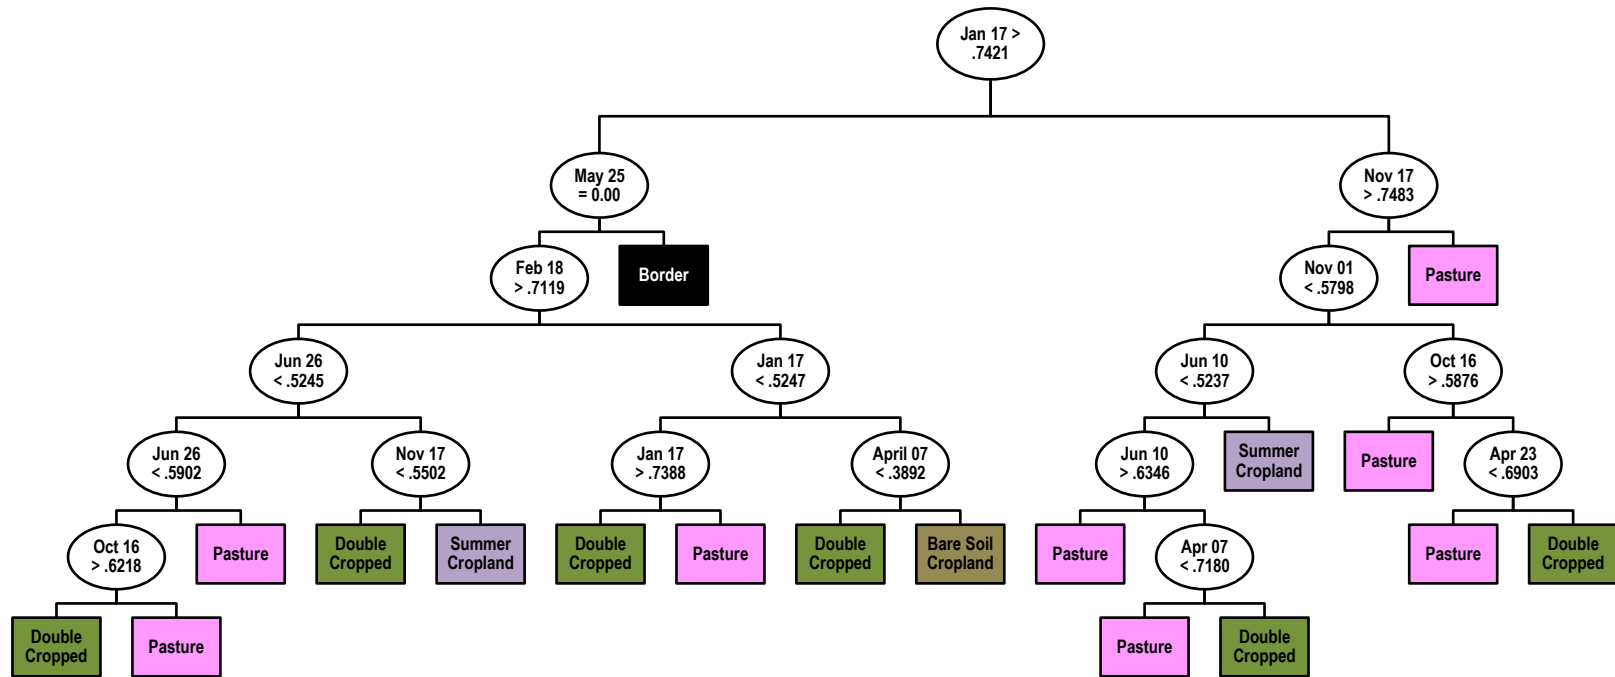 Jan 17 >
.7421
May 25
= 0.00
Nov 17
> .7483
Feb 18
> .7119
Border
Nov 01
< .5798
Pasture
Jun 26
< .5245
Jan 17
< .5247
Jun 10
< .5237
Oct 16
> .5876
Jun 26
< .5902
Nov 17
< .5502
Jan 17
> .7388
April 07
< .3892
Jun 10
> .6346
Summer
Cropland
Pasture
Apr 23
< .6903
Oct 16
> .6218
Pasture
Double
Cropped
Summer
Cropland
Double
Cropped
Pasture
Double
Cropped
Bare Soil
Cropland
Pasture
Apr 07
< .7180
Pasture
Double
Cropped
Double
Cropped
Pasture
Pasture
Double
Cropped